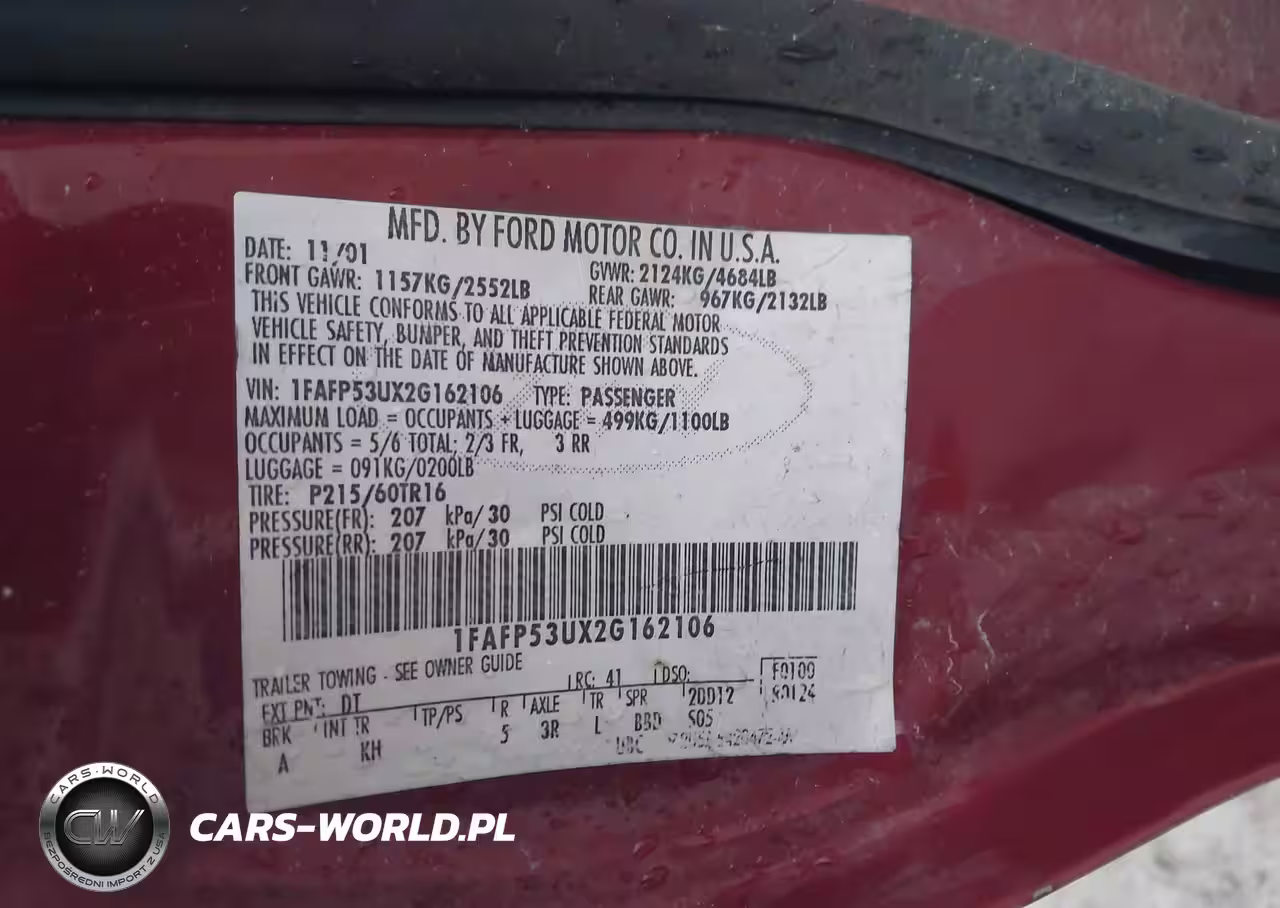 MFD. BY FORD MOTOR CO. IN U.S.A.
DATE: 11/01
GVWR: 2124KG/4684LB
FRONT GAWR: 1157KG/2552LB
REAR GAWR: 967KG/2132LB
THIS VEHICLE CONFORMS TO ALL APPLICABLE FEDERAL MOTOR
VEHICLE SAFETY, BUMPER, AND THEFT PREVENTION STANDARDS
IN EFFECT ON THE DATE OF MANUFACTURE SHOWN ABOVE.
VIN: 1FAFP53UX2G162106 TYPE: PASSENGER
MAXIMUM LOAD = OCCUPANTS + LUGGAGE = 499KG/1100LB
OCCUPANTS = 5/6 TOTAL; 2/3 FR, 3 RR
LUGGAGE = 091KG/0200LB
TIRE: P215/60TR16
PRESSURE(FR): 207 kPa/30 PSI COLD
PRESSURE(RR): 207 kPa/30 PSI COLD
1FAFP53UX2G162106
TRAILER TOWING - SEE OWNER GUIDE
EXT PNT: DT RC: 41 DSO: F0100
BRK INT TR TP/PS R AXLE TR SPR 20D12
A KH 5 3R L BBD S05
UBC
CARS-WORLD
CW
BEZPOŚREDNI IMPORT Z USA
CARS-WORLD.PL